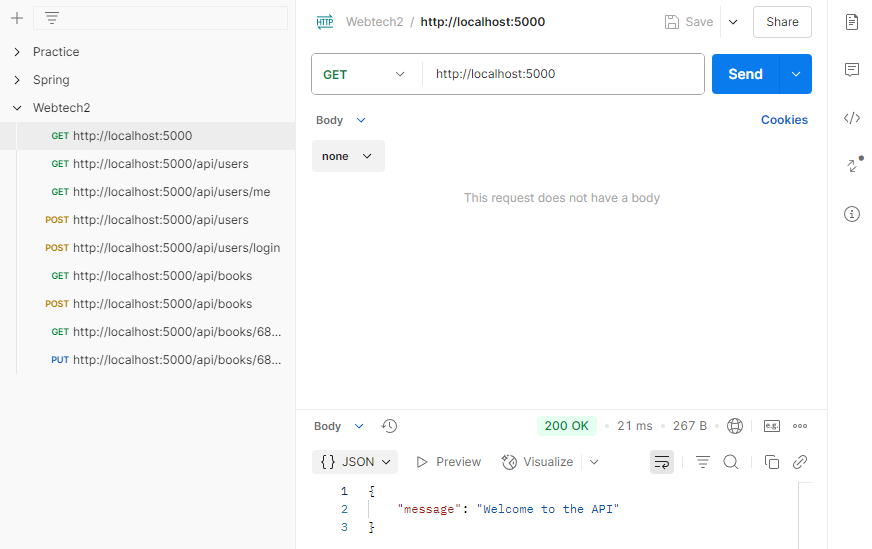 Practice
Spring
Webtech2
GET http://localhost:5000
GET http://localhost:5000/api/users
GET http://localhost:5000/api/users/me
POST http://localhost:5000/api/users
POST http://localhost:5000/api/users/login
GET http://localhost:5000/api/books
POST http://localhost:5000/api/books
GET http://localhost:5000/api/books/68...
PUT http://localhost:5000/api/books/68...
HTTP Webtech2 / http://localhost:5000 Save Share
GET http://localhost:5000 Send
Body Cookies
none
This request does not have a body
Body 200 OK • 21 ms • 267 B • e.g.
{} JSON Preview Visualize
1 {
2 "message": "Welcome to the API"
3 }